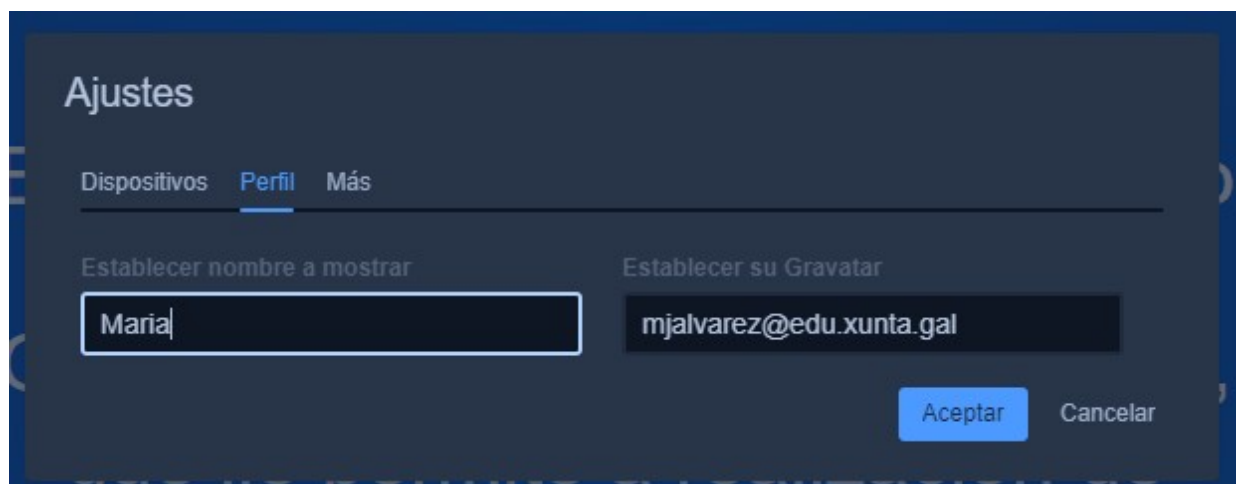 Ajustes
Dispositivos Perfil Más
Establecer nombre a mostrar Establecer su Gravatar
Maria mjalvarez@edu.xunta.gal
Aceptar Cancelar